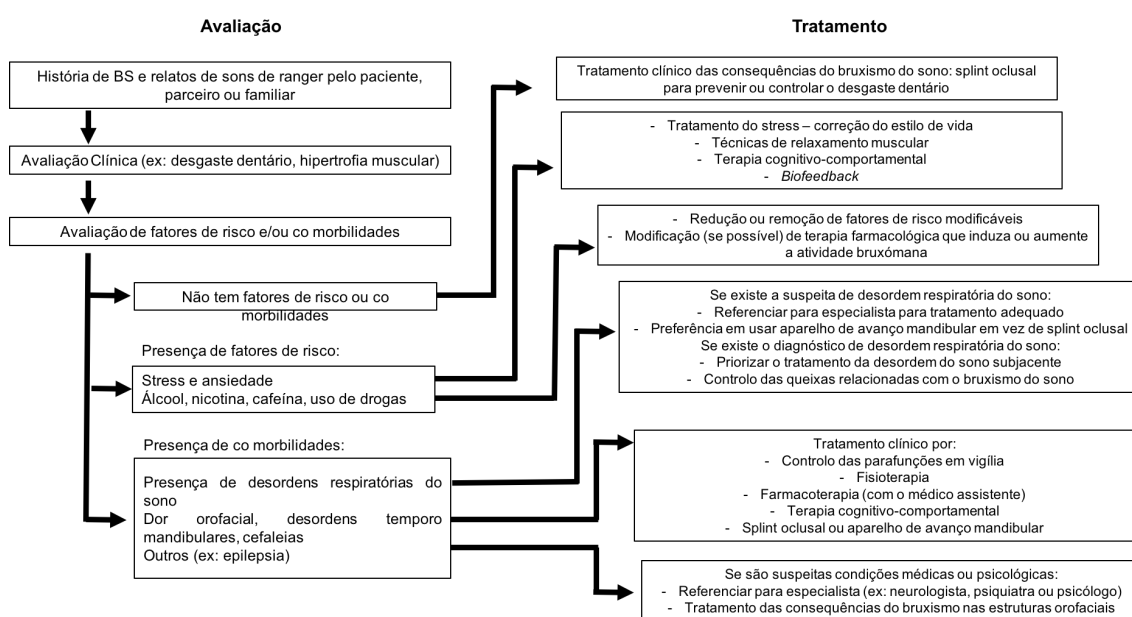 Avaliação
História de BS e relatos de sons de ranger pelo paciente,
parceiro ou familiar
Avaliação Clínica (ex: desgaste dentário, hipertrofia muscular)
Avaliação de fatores de risco e/ou co morbilidades
Não tem fatores de risco ou co
morbilidades
Presença de fatores de risco:
Stress e ansiedade
Álcool, nicotina, cafeína, uso de drogas
Presença de co morbilidades:
Presença de desordens respiratórias do
sono
Dor orofacial, desordens temporo
mandibulares, cefaleias
Outros (ex: epilepsia)
Tratamento
Tratamento clínico das consequências do bruxismo do sono: splint oclusal
para prevenir ou controlar o desgaste dentário
- Tratamento do stress – correção do estilo de vida
- Técnicas de relaxamento muscular
- Terapia cognitivo-comportamental
- Biofeedback
- Redução ou remoção de fatores de risco modificáveis
- Modificação (se possível) de terapia farmacológica que induza ou aumente
a atividade bruxómana
Se existe a suspeita de desordem respiratória do sono:
- Referenciar para especialista para tratamento adequado
- Preferência em usar aparelho de avanço mandibular em vez de splint oclusal
Se existe o diagnóstico de desordem respiratória do sono:
- Priorizar o tratamento da desordem do sono subjacente
- Controlo das queixas relacionadas com o bruxismo do sono
Tratamento clínico por:
- Controlo das parafunções em vigília
- Fisioterapia
- Farmacoterapia (com o médico assistente)
- Terapia cognitivo-comportamental
- Splint oclusal ou aparelho de avanço mandibular
Se são suspeitas condições médicas ou psicológicas:
- Referenciar para especialista (ex: neurologista, psiquiatra ou psicólogo)
- Tratamento das consequências do bruxismo nas estruturas orofaciais